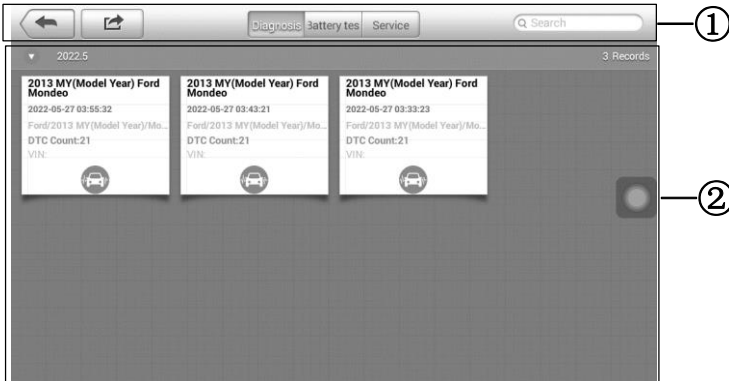 Diagnosis Battery tes Service Search ①
2022.5 3 Records
2013 MY(Model Year) Ford
Mondeo
2022-05-27 03:55:32
Ford/2013 MY(Model Year)/Mo...
DTC Count:21
VIN:
2013 MY(Model Year) Ford
Mondeo
2022-05-27 03:43:21
Ford/2013 MY(Model Year)/Mo...
DTC Count:21
VIN:
2013 MY(Model Year) Ford
Mondeo
2022-05-27 03:33:23
Ford/2013 MY(Model Year)/Mo...
DTC Count:21
VIN:
②